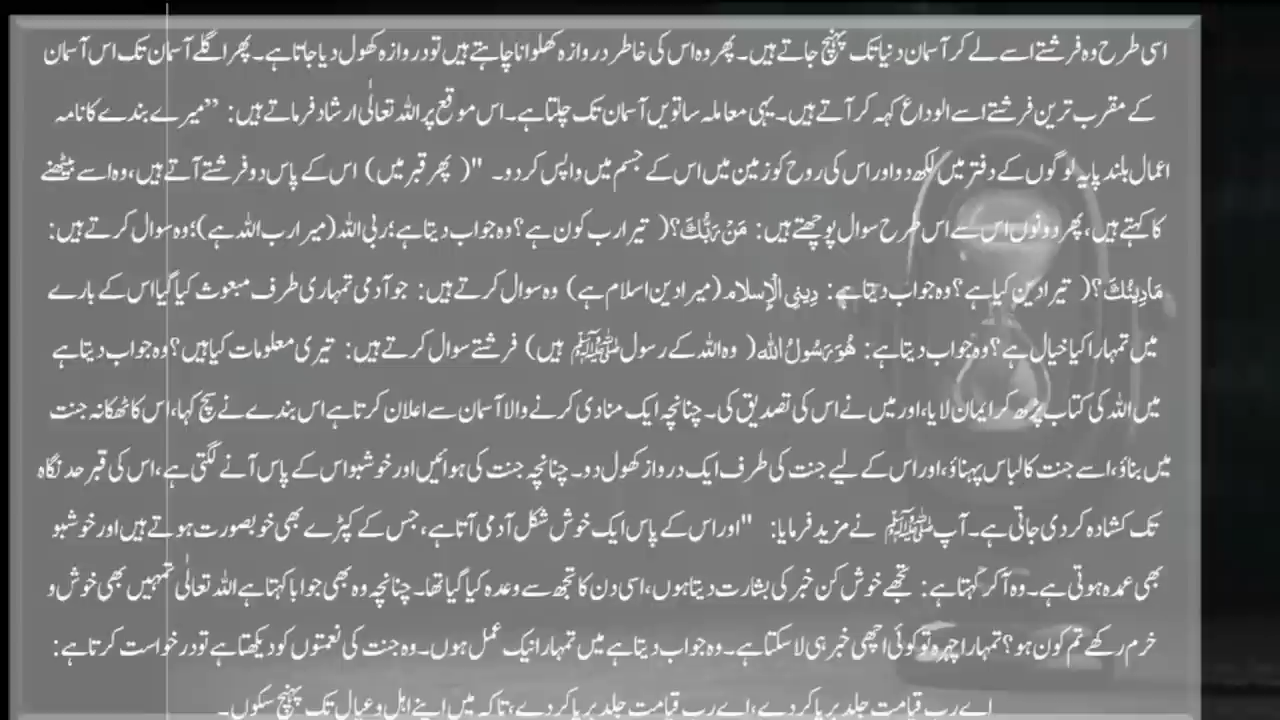 اسی طرح وہ فرشتے اسے لے کر آسمان دنیا تک پہنچ جاتے ہیں۔ پھر وہ اس کی خاطر دروازہ کھلوانا چاہتے ہیں تو دروازہ کھول دیا جاتا ہے۔ پھر اگلے آسمان تک اس آسمان
کے مقرب ترین فرشتے اسے الوداع کہہ کر آتے ہیں۔ یہی معاملہ ساتویں آسمان تک چلتا ہے۔ اس موقع پر اللہ تعالٰی ارشاد فرماتے ہیں: ”میرے بندے کا نامہ
اعمال بلند پایہ لوگوں کے دفتر میں لکھ دو اور اس کی روح کو زمین میں اس کے جسم میں واپس کردو۔ "( پھر قبر میں) اس کے پاس دو فرشتے آتے ہیں، وہ اسے بیٹھنے
کا کہتے ہیں، پھر دونوں اس سے اس طرح سوال پوچھتے ہیں: مَنْ رَبُّكَ؟( تیرا رب کون ہے؟ وہ جواب دیتا ہے؛ ربی اللہ (میرا رب اللہ ہے)؛ وہ سوال کرتے ہیں:
مَادِينُكَ؟( تیرا دین کیا ہے؟ وہ جواب دیتا ہے: دِينِى الْإِسلام (میرا دین اسلام ہے) وہ سوال کرتے ہیں: جو آدمی تمہاری طرف مبعوث کیا گیا اس کے بارے
میں تمہارا کیا خیال ہے؟ وہ جواب دیتا ہے: هُوَ رَسُولُ الله( وہ اللہ کے رسول ﷺ ہیں) فرشتے سوال کرتے ہیں: تیری معلومات کیا ہیں؟ وہ جواب دیتا ہے
میں اللہ کی کتاب پڑھ کر ایمان لایا، اور میں نے اس کی تصدیق کی۔ چنانچہ ایک منادی کرنے والا آسمان سے اعلان کرتا ہے اس بندے نے سچ کہا، اس کا ٹھکانہ جنت
میں بناؤ، اسے جنت کا لباس پہناؤ، اور اس کے لیے جنت کی طرف ایک درواز کھول دو۔ چنانچہ جنت کی ہوائیں اور خوشبو اس کے پاس آنے لگتی ہے، اس کی قبر حد نگاہ
تک کشادہ کر دی جاتی ہے۔ آپ ﷺ نے مزید فرمایا: "اور اس کے پاس ایک خوش شکل آدمی آتا ہے، جس کے کپڑے بھی خوبصورت ہوتے ہیں اور خوشبو
بھی عمدہ ہوتی ہے۔ وہ آکر کہتا ہے: تجھے خوش کن خبر کی بشارت دیتا ہوں، اسی دن کا تجھ سے وعدہ کیا گیا تھا۔ چنانچہ وہ بھی جوابا کہتا ہے اللہ تعالٰی تمہیں بھی خوش و
خرم رکھے تم کون ہو؟ تمہارا چہرہ تو کوئی اچھی خبر ہی لا سکتا ہے۔ وہ جواب دیتا ہے میں تمہارا نیک عمل ہوں۔ وہ جنت کی نعمتوں کو دیکھتا ہے تو درخواست کرتا ہے:
اے رب قیامت جلد برپا کردے، اے رب قیامت جلد برپا کردے، تاکہ میں اپنے اہل و عیال تک پہنچ سکوں۔